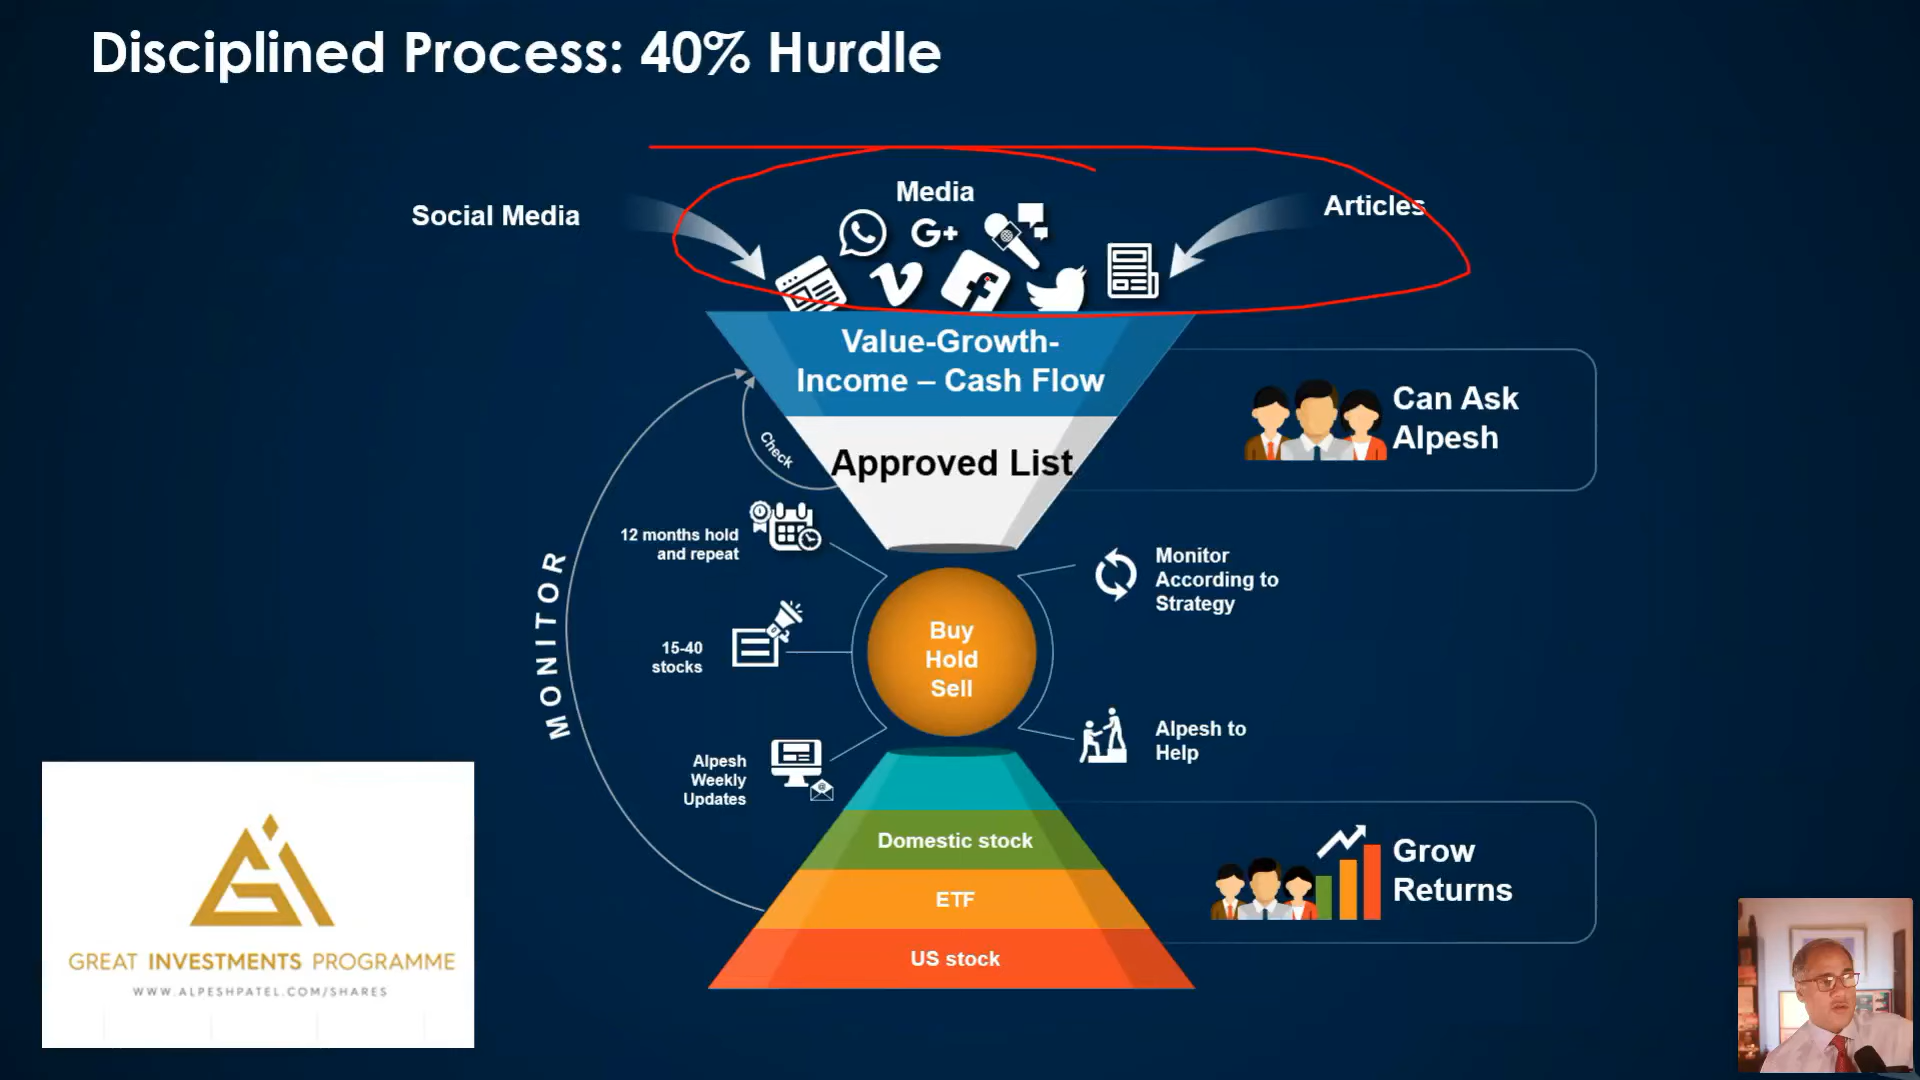 Disciplined Process: 40% Hurdle
Social Media
Media
Articles
G+
Value-Growth-
Income – Cash Flow
Can Ask
Alpesh
Check
Approved List
12 months hold
and repeat
Monitor
According to
Strategy
MONITOR
Buy
Hold
Sell
15-40
stocks
Alpesh to
Help
Alpesh
Weekly
Updates
Domestic stock
ETF
US stock
Grow
Returns
GREAT INVESTMENTS PROGRAMME
WWW.ALPESHPATEL.COM/SHARES